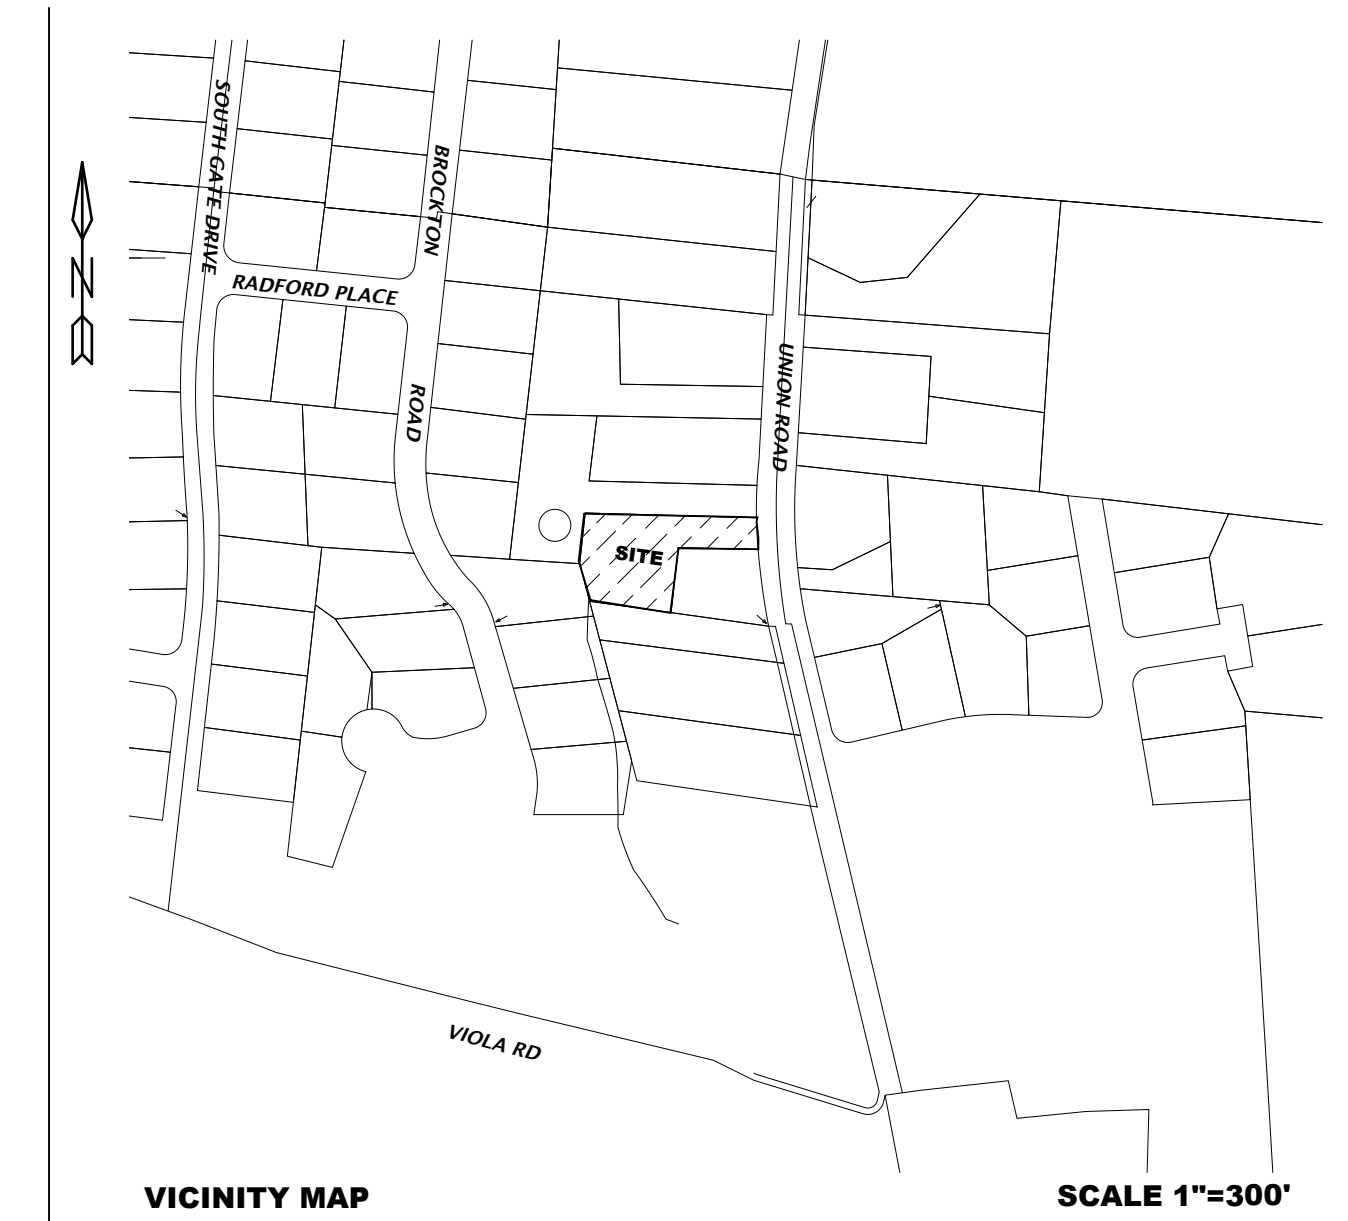 SOUTH GATE DRIVE
BROCKTON
N
RADFORD PLACE
UNION ROAD
ROAD
SITE
VIOLA RD
VICINITY MAP
SCALE 1"=300'